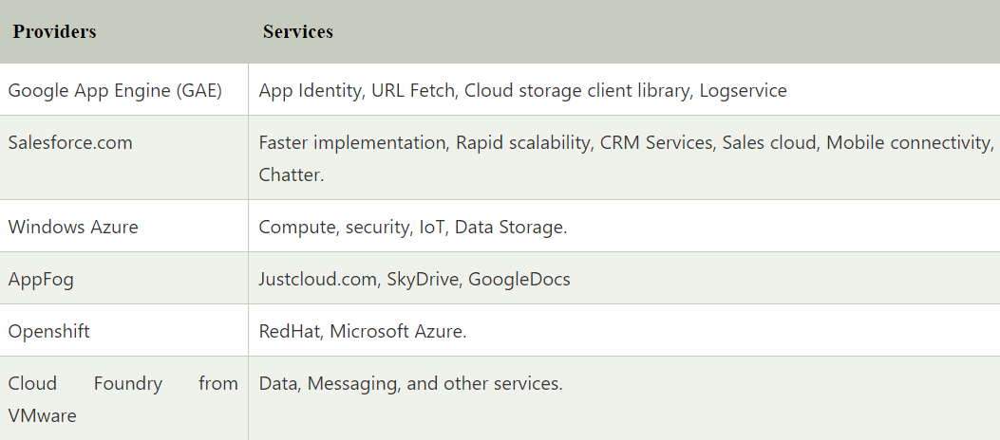 Providers Services
Google App Engine (GAE) App Identity, URL Fetch, Cloud storage client library, Logservice
Salesforce.com Faster implementation, Rapid scalability, CRM Services, Sales cloud, Mobile connectivity,
Chatter.
Windows Azure Compute, security, IoT, Data Storage.
AppFog Justcloud.com, SkyDrive, GoogleDocs
Openshift RedHat, Microsoft Azure.
Cloud Foundry from Data, Messaging, and other services.
VMware